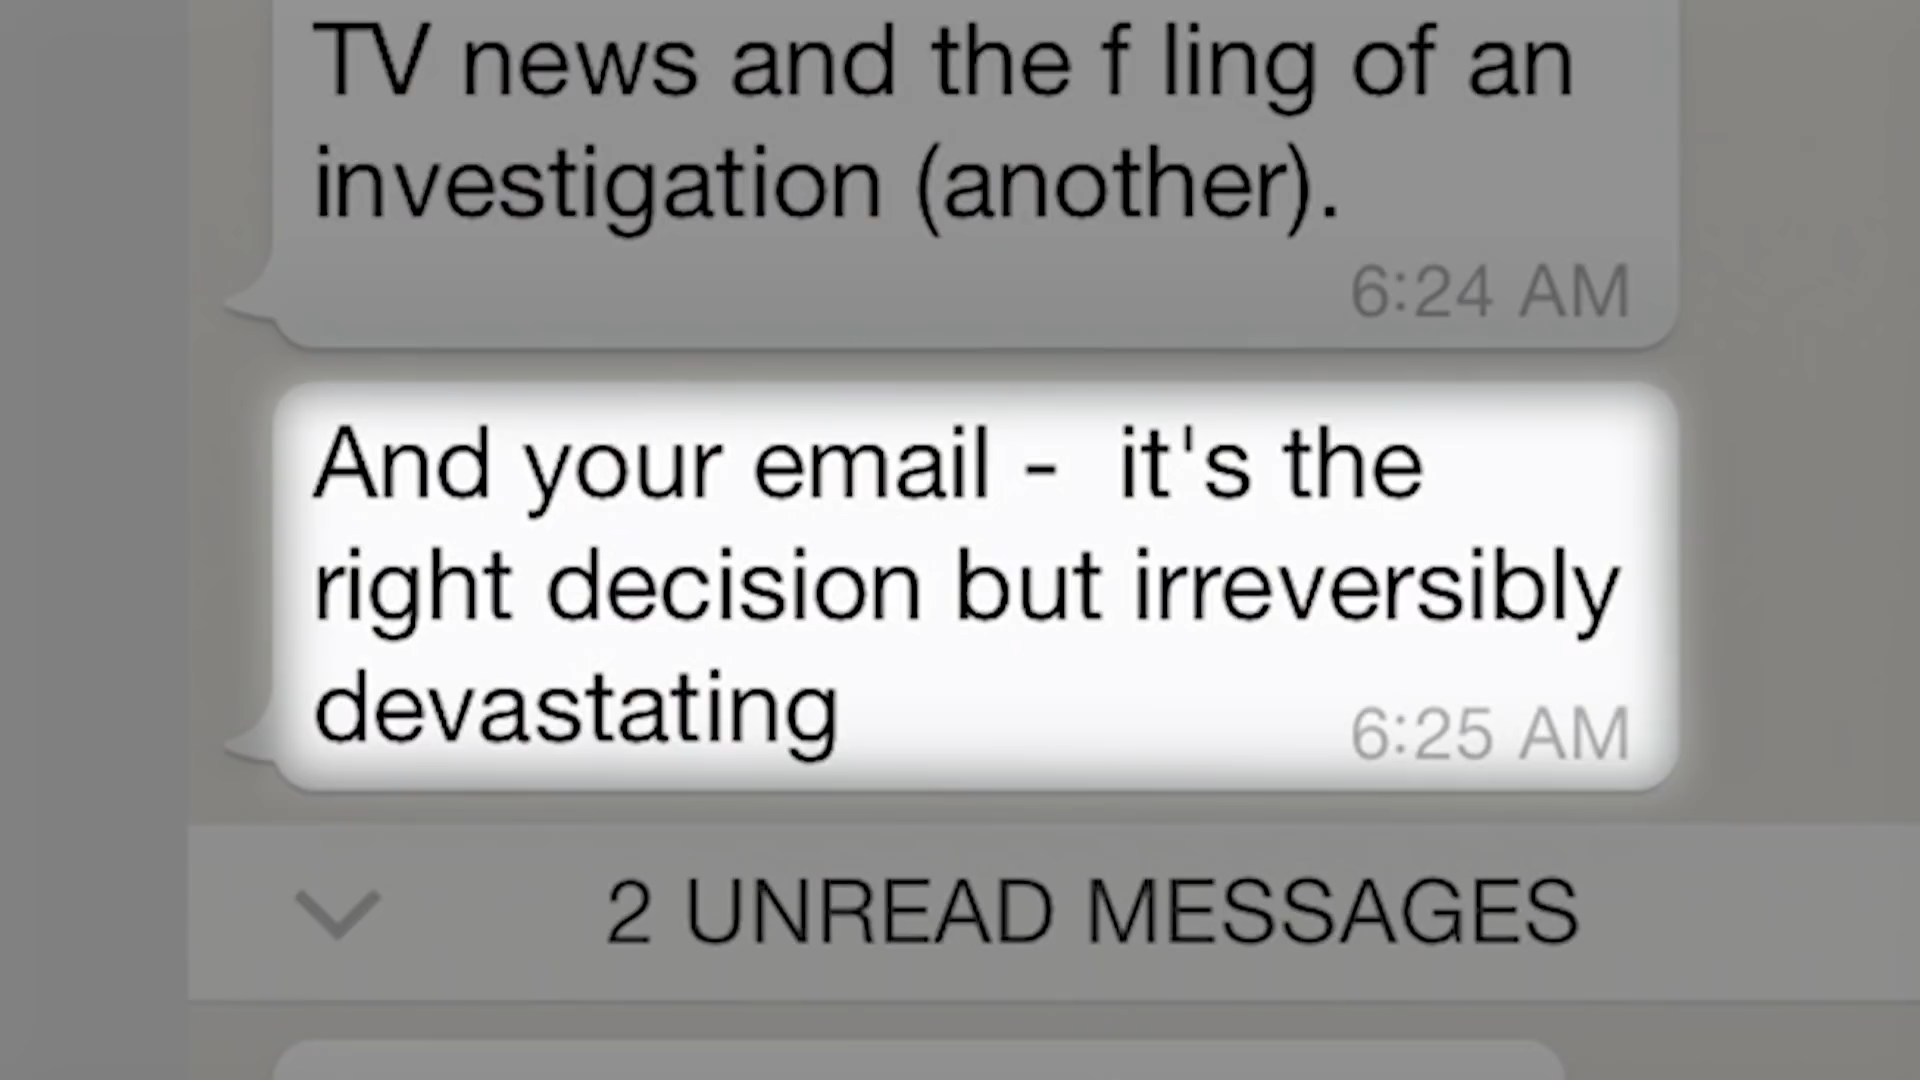 TV news and the f ling of an
investigation (another).
6:24 AM
And your email -  it's the
right decision but irreversibly
devastating
6:25 AM
2 UNREAD MESSAGES